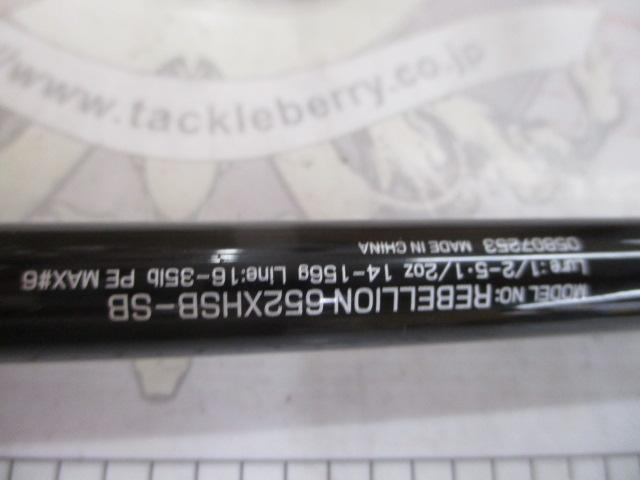 //www.tackleberry.co.jp
MODEL NO: REBELLION 652XHSB-SB
Lure:1/2-5·1/2oz 14-156g Line:16-35lb PE MAX#6
05807253 MADE IN CHINA